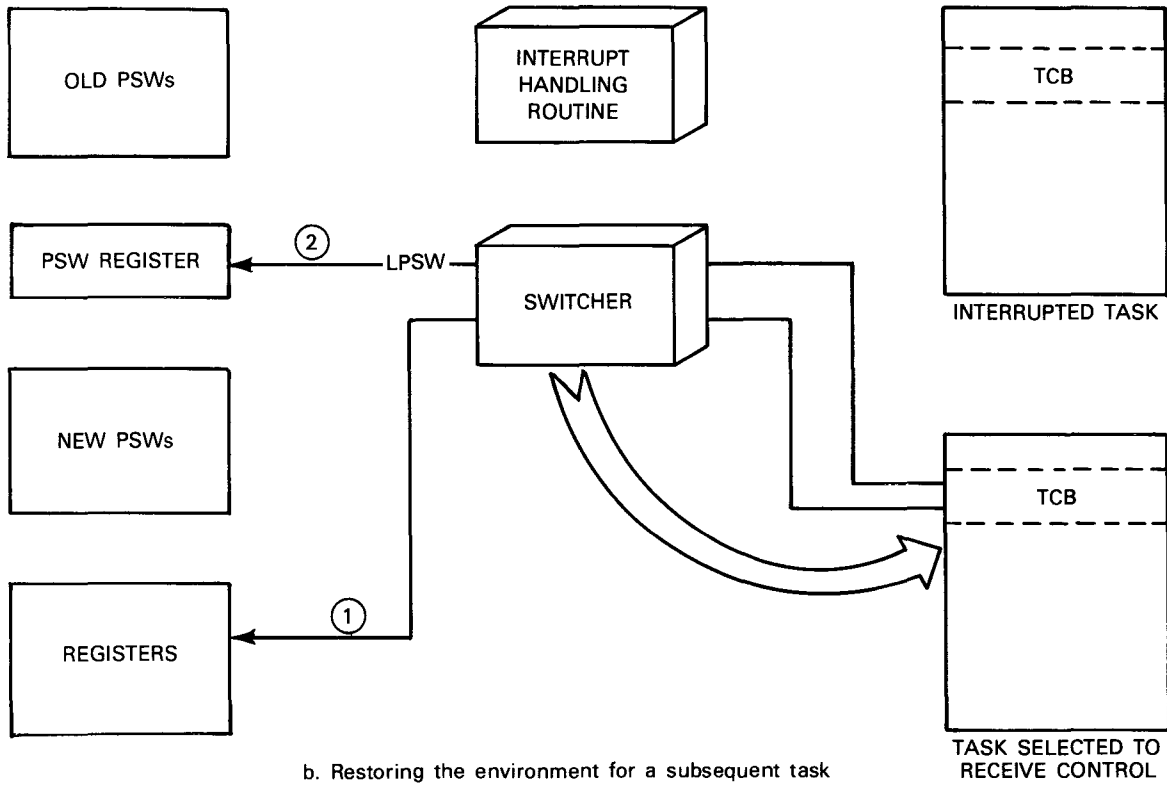 OLD PSWs
INTERRUPT
HANDLING
ROUTINE
TCB
INTERRUPTED TASK
PSW REGISTER
2
LPSW
SWITCHER
NEW PSWs
TCB
REGISTERS
1
TASK SELECTED TO
RECEIVE CONTROL
b. Restoring the environment for a subsequent task